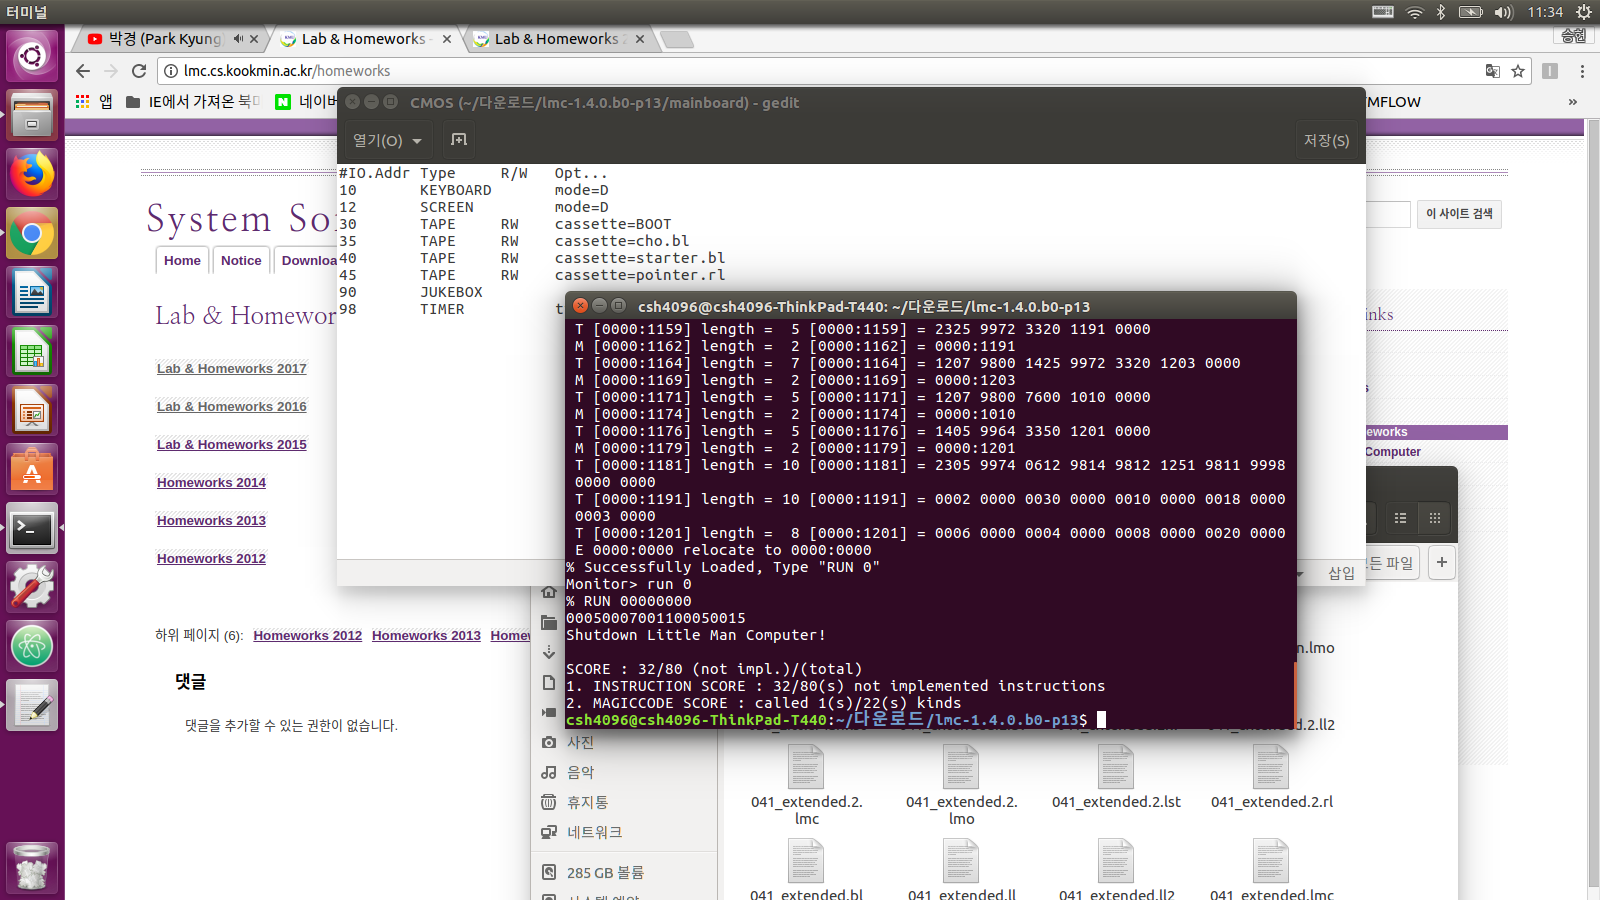 터미널
11:34
박경 (Park Kyung
Lab & Homeworks -
Lab & Homeworks 2
승헌
lmc.cs.kookmin.ac.kr/homeworks
앱
IE에서 가져온 북마
네이버
TMFLOW
»
System So
이 사이트 검색
Home
Notice
Downloa
Lab & Homewor
Lab & Homeworks 2017
Lab & Homeworks 2016
Lab & Homeworks 2015
Homeworks 2014
Homeworks 2013
Homeworks 2012
하위 페이지 (6): Homeworks 2012 Homeworks 2013 Homew
댓글
댓글을 추가할 수 있는 권한이 없습니다.
inks
eworks
Computer
CMOS (~/다운로드/lmc-1.4.0.b0-p13/mainboard) - gedit
열기(O)
저장(S)
#IO.Addr Type R/W Opt...
10 KEYBOARD mode=D
12 SCREEN mode=D
30 TAPE RW cassette=BOOT
35 TAPE RW cassette=cho.bl
40 TAPE RW cassette=starter.bl
45 TAPE RW cassette=pointer.rl
90 JUKEBOX
98 TIMER t
삽입
csh4096@csh4096-ThinkPad-T440: ~/다운로드/lmc-1.4.0.b0-p13
T [0000:1159] length = 5 [0000:1159] = 2325 9972 3320 1191 0000
M [0000:1162] length = 2 [0000:1162] = 0000:1191
T [0000:1164] length = 7 [0000:1164] = 1207 9800 1425 9972 3320 1203 0000
M [0000:1169] length = 2 [0000:1169] = 0000:1203
T [0000:1171] length = 5 [0000:1171] = 1207 9800 7600 1010 0000
M [0000:1174] length = 2 [0000:1174] = 0000:1010
T [0000:1176] length = 5 [0000:1176] = 1405 9964 3350 1201 0000
M [0000:1179] length = 2 [0000:1179] = 0000:1201
T [0000:1181] length = 10 [0000:1181] = 2305 9974 0612 9814 9812 1251 9811 9998
0000 0000
T [0000:1191] length = 10 [0000:1191] = 0002 0000 0030 0000 0010 0000 0018 0000
0003 0000
T [0000:1201] length = 8 [0000:1201] = 0006 0000 0004 0000 0008 0000 0020 0000
E 0000:0000 relocate to 0000:0000
% Successfully Loaded, Type "RUN 0"
Monitor> run 0
% RUN 00000000
00050007001100050015
Shutdown Little Man Computer!
SCORE : 32/80 (not impl.)/(total)
1. INSTRUCTION SCORE : 32/80(s) not implemented instructions
2. MAGICCODE SCORE : called 1(s)/22(s) kinds
csh4096@csh4096-ThinkPad-T440:~/다운로드/lmc-1.4.0.b0-p13$
든 파일
n.lmo
.ll2
사진
음악
휴지통
네트워크
285 GB 볼륨
041_extended.2.lmc
041_extended.2.lmo
041_extended.2.lst
041_extended.2.rl
041_extended.bl
041_extended.ll
041_extended.ll2
041_extended.lmc